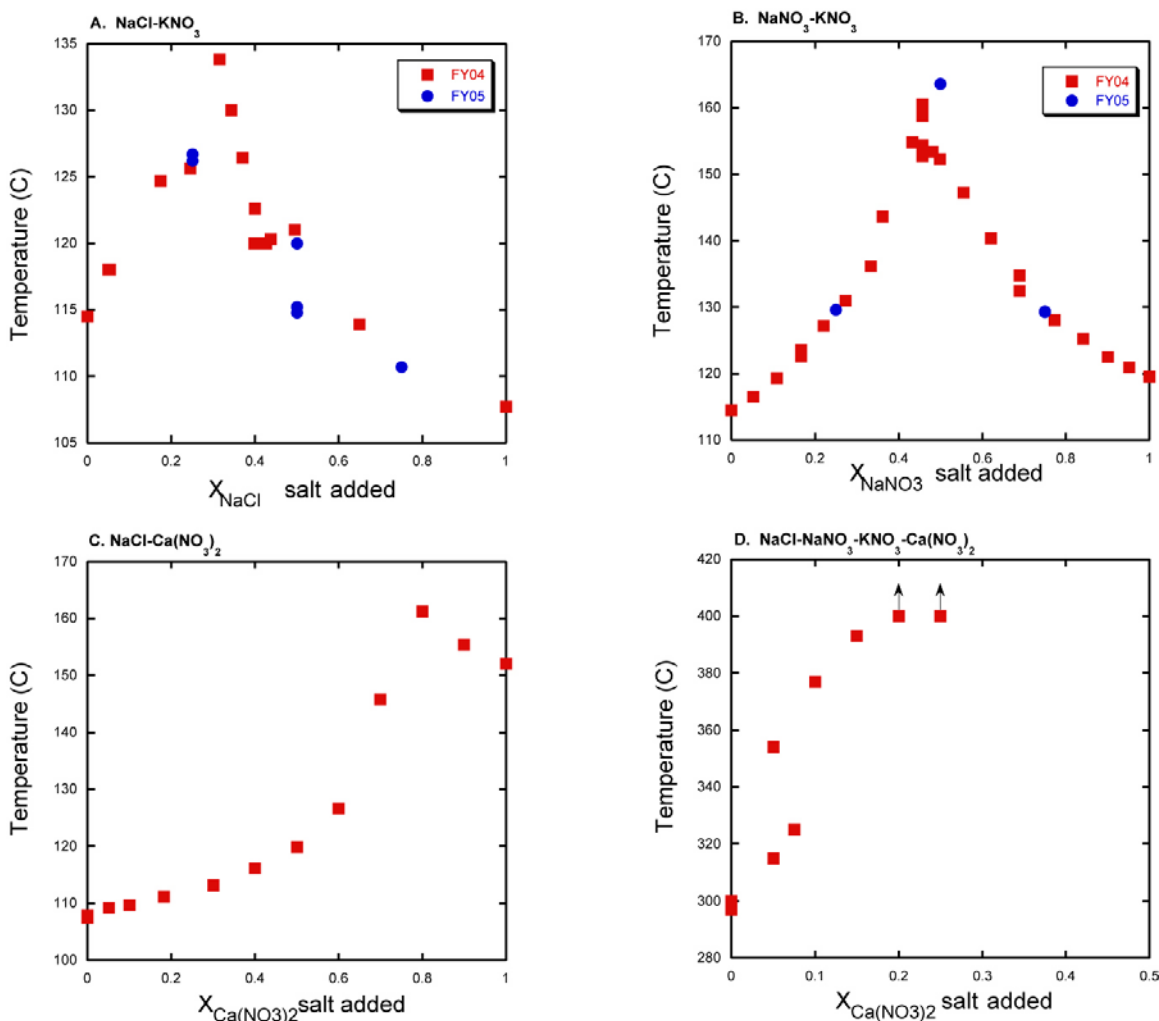 A. NaCl-KNO3
135
130
125
120
115
110
105
Temperature (C)
FY04
FY05
0 0.2 0.4 0.6 0.8 1
XNaCl salt added
B. NaNO3-KNO3
170
160
150
140
130
120
110
Temperature (C)
FY04
FY05
0 0.2 0.4 0.6 0.8 1
XNaNO3 salt added
C. NaCl-Ca(NO3)2
170
160
150
140
130
120
110
100
Temperature (C)
0 0.2 0.4 0.6 0.8 1
XCa(NO3)2 salt added
D. NaCl-NaNO3-KNO3-Ca(NO3)2
420
400
380
360
340
320
300
280
Temperature (C)
0 0.1 0.2 0.3 0.4 0.5
XCa(NO3)2 salt added